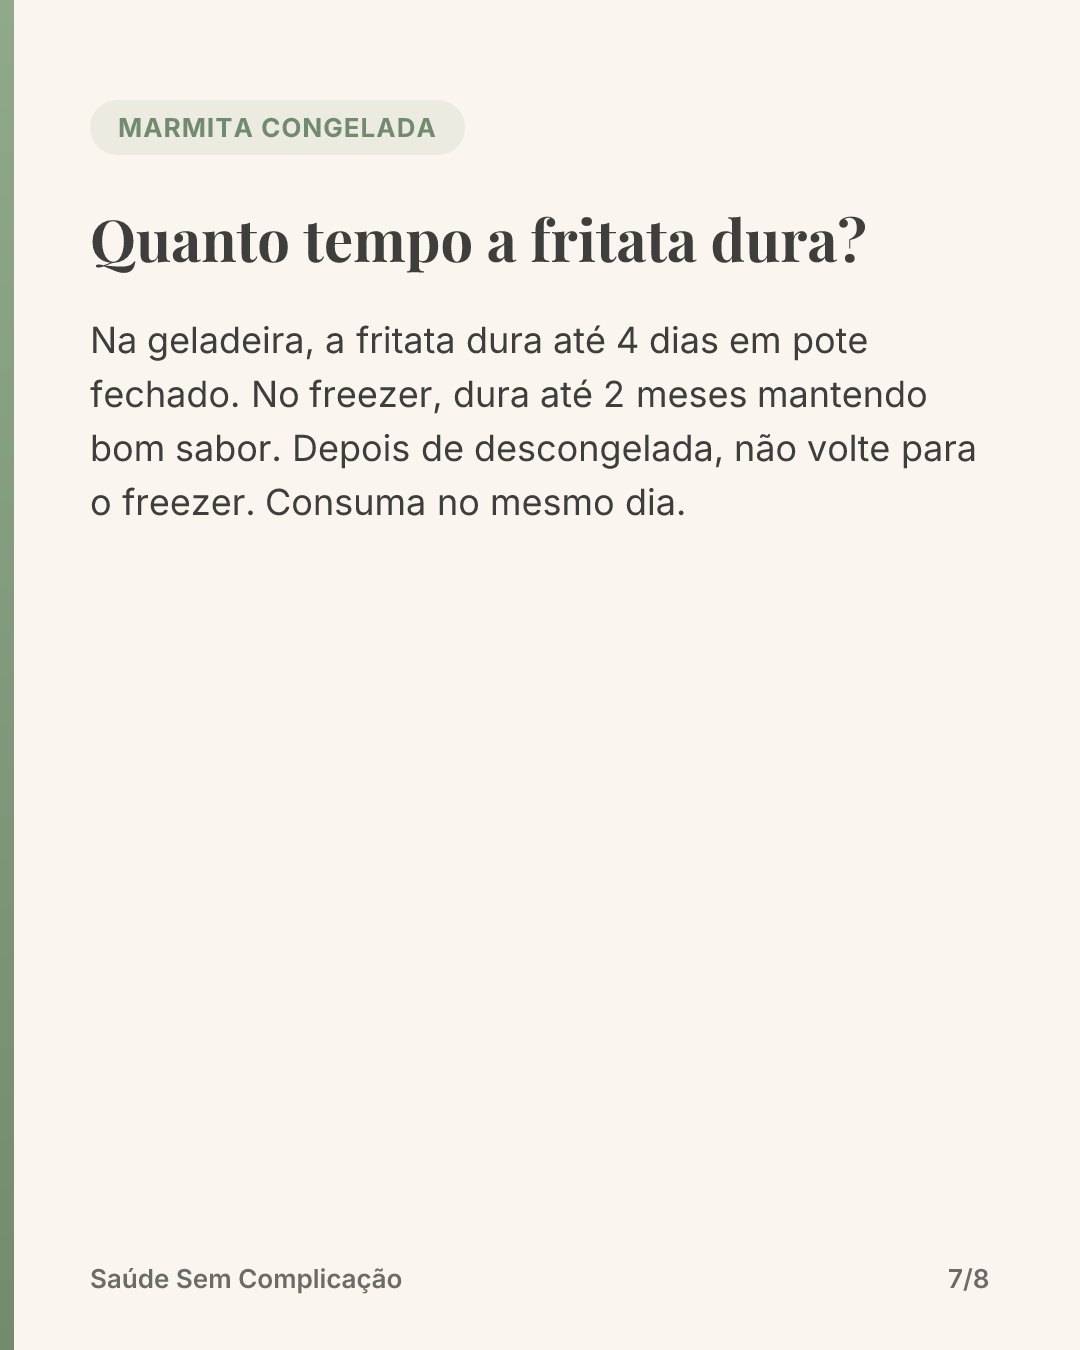 MARMITA CONGELADA
Quanto tempo a fritata dura?
Na geladeira, a fritata dura até 4 dias em pote
fechado. No freezer, dura até 2 meses mantendo
bom sabor. Depois de descongelada, não volte para
o freezer. Consuma no mesmo dia.
Saúde Sem Complicação
7/8